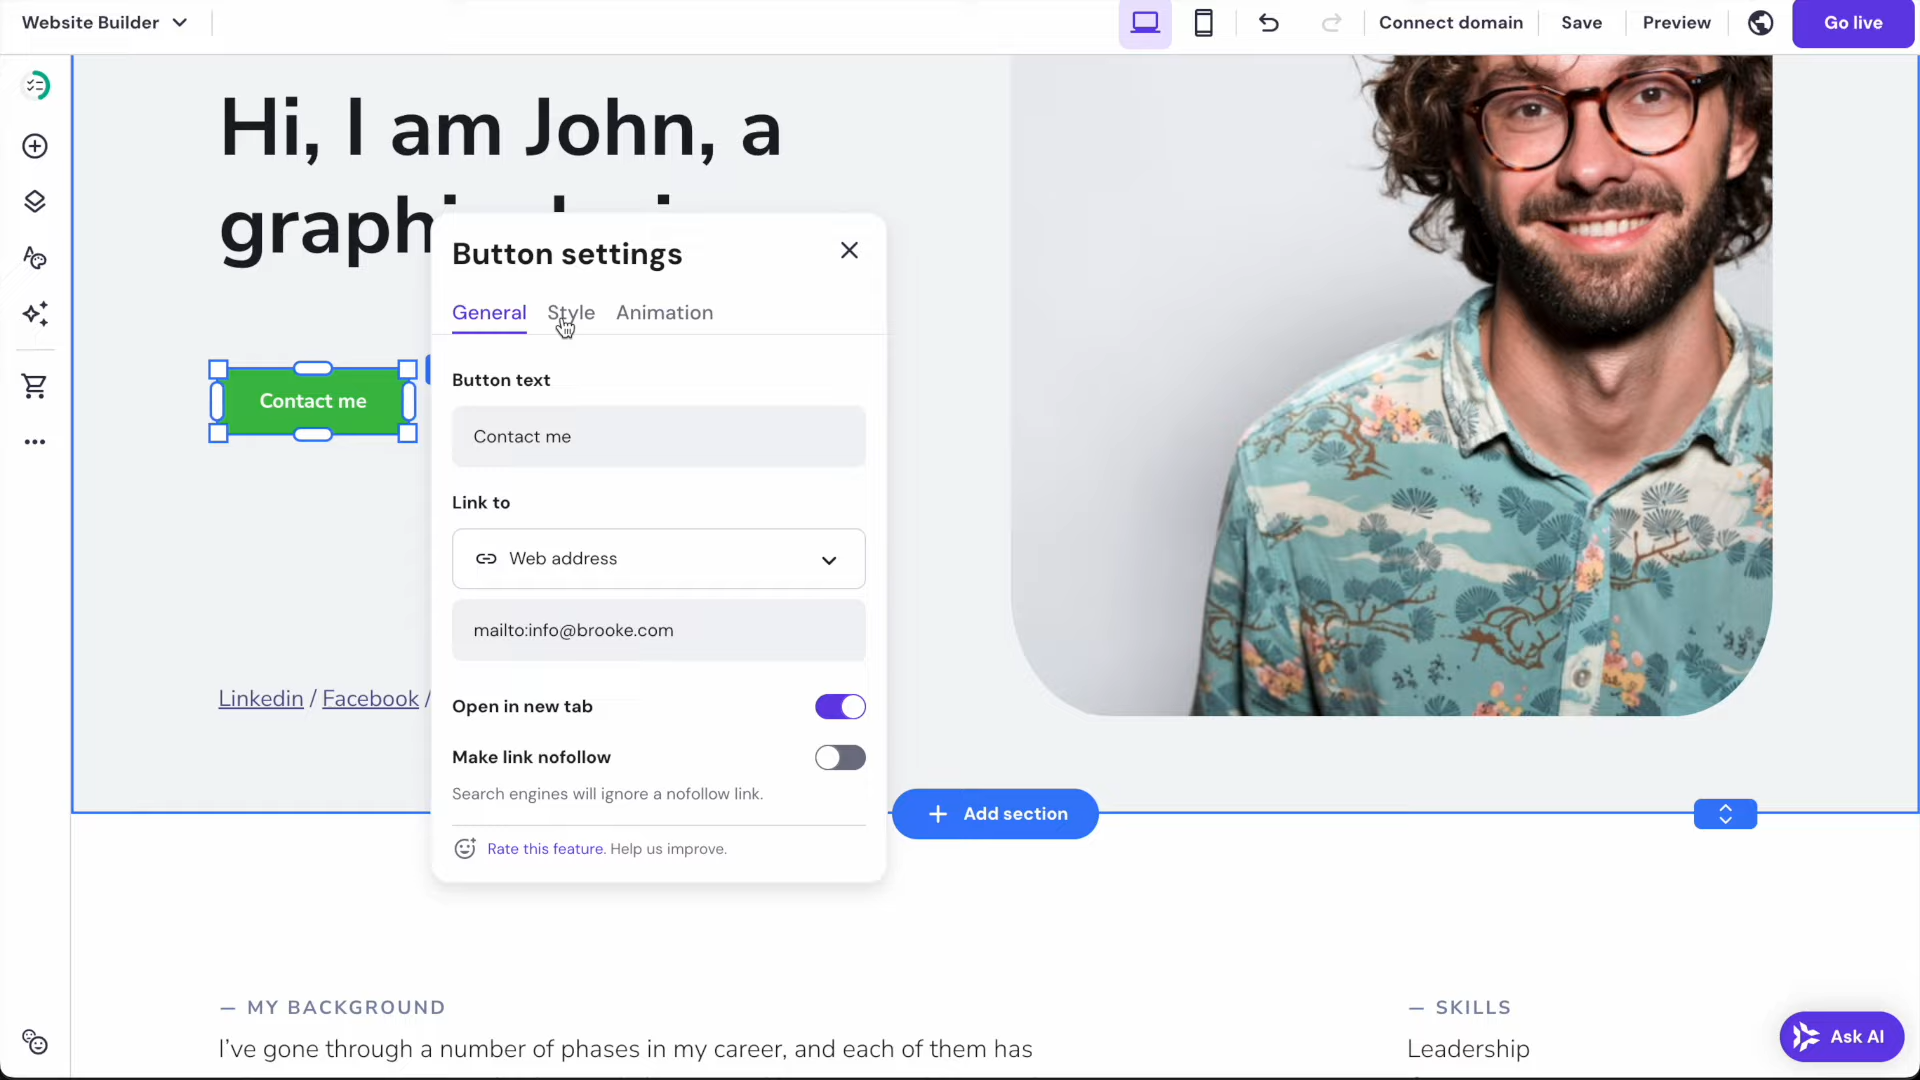 Website Builder
Connect domain
Save
Preview
Go live
Hi, I am John, a
graph
Button settings
General Style Animation
Button text
Contact me
Contact me
Link to
Web address
mailto:info@brooke.com
Linkedin / Facebook /
Open in new tab
Make link nofollow
Search engines will ignore a nofollow link.
Add section
Rate this feature. Help us improve.
— MY BACKGROUND
— SKILLS
I've gone through a number of phases in my career, and each of them has
Leadership
Ask AI